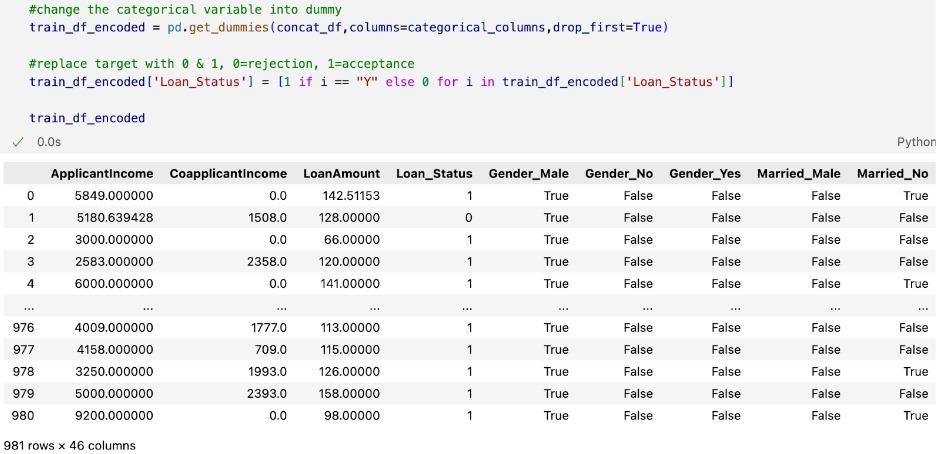 #change the categorical variable into dummy
train_df_encoded = pd.get_dummies(concat_df,columns=categorical_columns,drop_first=True)
#replace target with 0 & 1, 0=rejection, 1=acceptance
train_df_encoded['Loan_Status'] = [1 if i == "Y" else 0 for i in train_df_encoded['Loan_Status']]
train_df_encoded
✓ 0.0s Python
ApplicantIncome CoapplicantIncome LoanAmount Loan_Status Gender_Male Gender_No Gender_Yes Married_Male Married_No
0 5849.000000 0.0 142.51153 1 True False False False True
1 5180.639428 1508.0 128.00000 0 True False False False False
2 3000.000000 0.0 66.00000 1 True False False False False
3 2583.000000 2358.0 120.00000 1 True False False False False
4 6000.000000 0.0 141.00000 1 True False False False True
... ... ... ... ... ... ... ... ... ...
976 4009.000000 1777.0 113.00000 1 True False False False False
977 4158.000000 709.0 115.00000 1 True False False False False
978 3250.000000 1993.0 126.00000 1 True False False False True
979 5000.000000 2393.0 158.00000 1 True False False False False
980 9200.000000 0.0 98.00000 1 True False False False True
981 rows × 46 columns